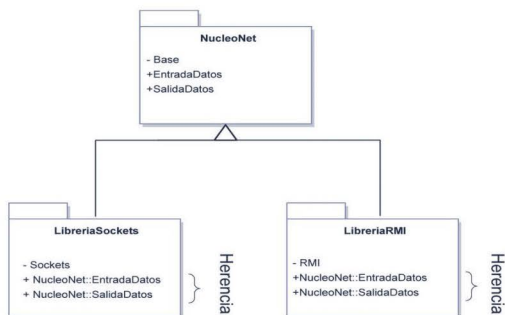 NucleoNet
- Base
+EntradaDatos
+SalidaDatos
LibreriaSockets
- Sockets
+ NucleoNet::EntradaDatos
+ NucleoNet::SalidaDatos
Herencia
LibreriaRMI
- RMI
+NucleoNet::EntradaDatos
+NucleoNet::SalidaDatos
Herencia